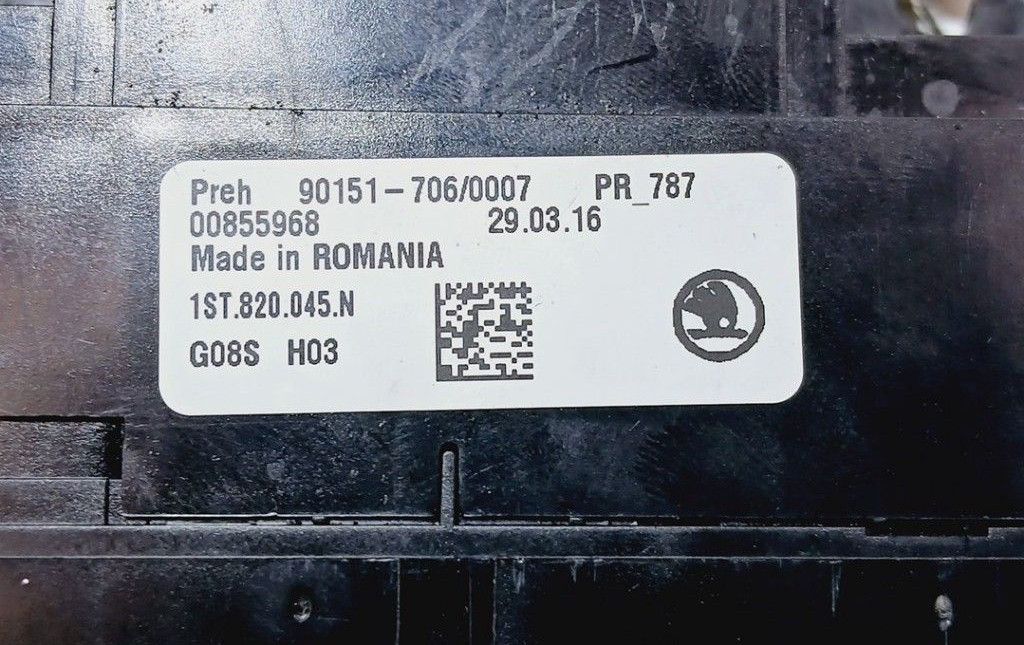 Preh 90151-706/0007 PR_787
00855968 29.03.16
Made in ROMANIA
1ST.820.045.N
G08S H03